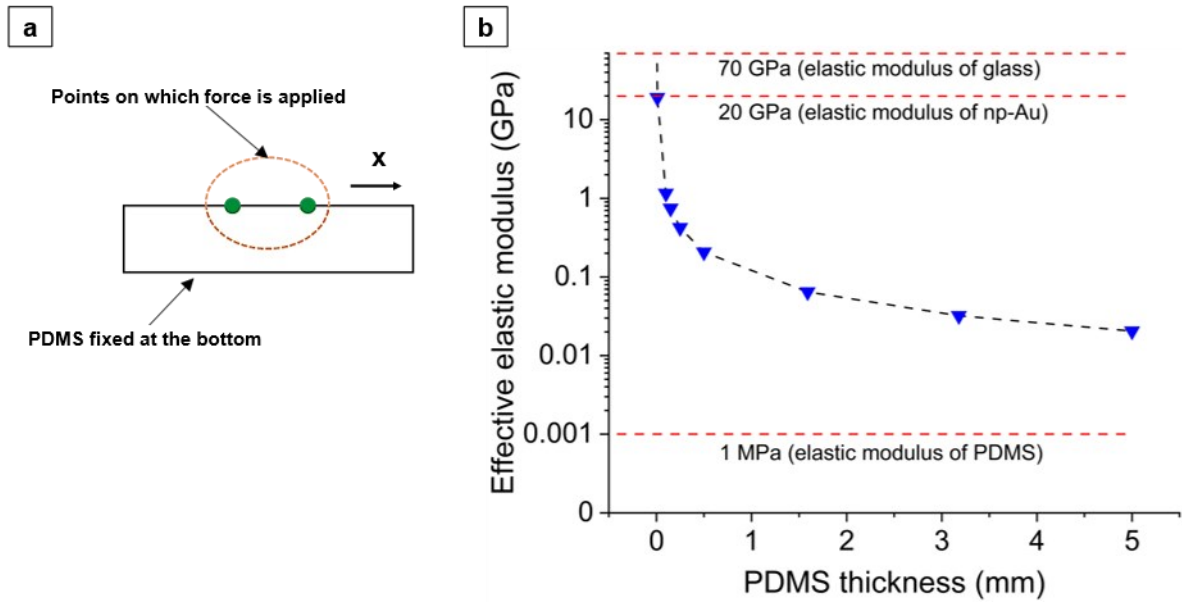 a
Points on which force is applied
x
PDMS fixed at the bottom
b
Effective elastic modulus (GPa)
70 GPa (elastic modulus of glass)
20 GPa (elastic modulus of np-Au)
10
1
0.1
0.01
0.001
1 MPa (elastic modulus of PDMS)
0
0 1 2 3 4 5
PDMS thickness (mm)